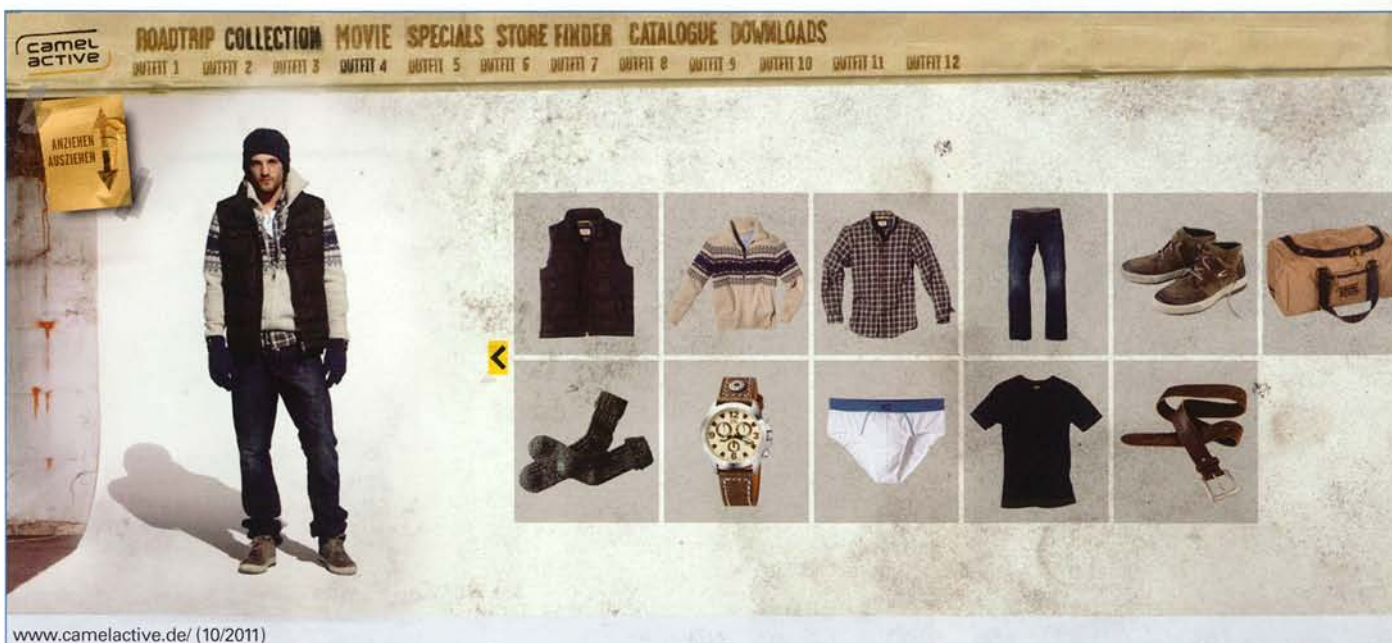 camel active
ROADTRIP COLLECTION MOVIE SPECIALS STORE FINDER CATALOGUE DOWNLOADS
OUTFIT 1 OUTFIT 2 OUTFIT 3 OUTFIT 4 OUTFIT 5 OUTFIT 6 OUTFIT 7 OUTFIT 8 OUTFIT 9 OUTFIT 10 OUTFIT 11 OUTFIT 12
ANZIEHEN
AUSZIEHEN
www.camelactive.de/ (10/2011)